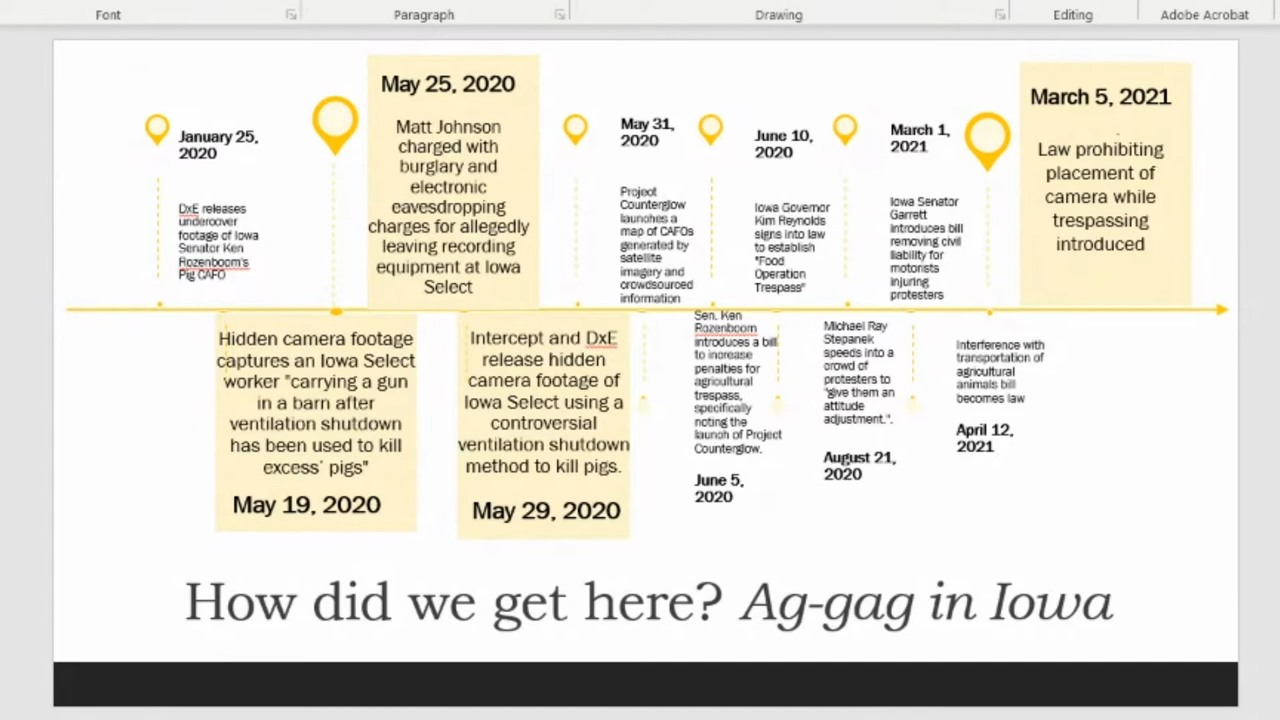 Font
Paragraph
Drawing
Editing
Adobe Acrobat
January 25,
2020
DxE releases
undercover
footage of Iowa
Senator Ken
Rozenboom's
Pig CAFO
May 25, 2020
Matt Johnson
charged with
burglary and
electronic
eavesdropping
charges for allegedly
leaving recording
equipment at Iowa
Select
May 31,
2020
Project
Counterglow
launches a
map of CAFOs
generated by
satellite
imagery and
crowdsourced
information
June 10,
2020
Iowa Governor
Kim Reynolds
signs into law
to establish
"Food
Operation
Trespass"
March 1,
2021
Iowa Senator
Garrett
introduces bill
removing civil
liability for
motorists
injuring
protesters
March 5, 2021
Law prohibiting
placement of
camera while
trespassing
introduced
Hidden camera footage
captures an Iowa Select
worker "carrying a gun
in a barn after
ventilation shutdown
has been used to kill
excess' pigs"
May 19, 2020
Intercept and DxE
release hidden
camera footage of
Iowa Select using a
controversial
ventilation shutdown
method to kill pigs.
May 29, 2020
Sen. Ken
Rozenboom
introduces a bill
to increase
penalties for
agricultural
trespass,
specifically
noting the
launch of Project
Counterglow.
June 5,
2020
Michael Ray
Stepanek
speeds into a
crowd of
protesters to
"give them an
attitude
adjustment.".
August 21,
2020
Interference with
transportation of
agricultural
animals bill
becomes law
April 12,
2021
How did we get here? Ag-gag in Iowa